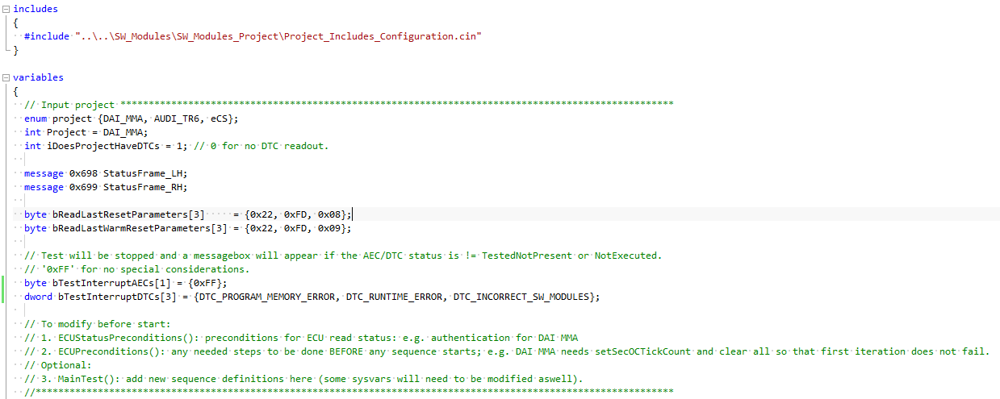 includes
{
#include "..\..\SW_Modules\SW_Modules_Project\Project_Includes_Configuration.cin"
}
variables
{
// Input project **************************************************************************************************
enum project {DAI_MMA, AUDI_TR6, eCS};
int Project = DAI_MMA;
int iDoesProjectHaveDTCs = 1; // 0 for no DTC readout.
message 0x698 StatusFrame_LH;
message 0x699 StatusFrame_RH;
byte bReadLastResetParameters[3]     = {0x22, 0xFD, 0x08};
byte bReadLastWarmResetParameters[3] = {0x22, 0xFD, 0x09};
// Test will be stopped and a messagebox will appear if the AEC/DTC status is != TestedNotPresent or NotExecuted.
// '0xFF' for no special considerations.
byte bTestInterruptAECs[1] = {0xFF};
dword bTestInterruptDTCs[3] = {DTC_PROGRAM_MEMORY_ERROR, DTC_RUNTIME_ERROR, DTC_INCORRECT_SW_MODULES};
// To modify before start:
// 1. ECUStatusPreconditions(): preconditions for ECU read status: e.g. authentication for DAI MMA
// 2. ECUPreconditions(): any needed steps to be done BEFORE any sequence starts; e.g. DAI MMA needs setSecOCTickCount and clear all so that first iteration does not fail.
// Optional:
// 3. MainTest(): add new sequence definitions here (some sysvars will need to be modified aswell).
//*****************************************************************************************************************